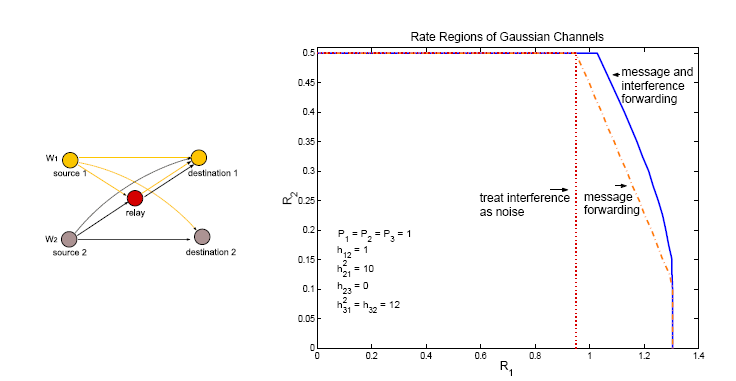 W1
source 1
destination 1
relay
W2
source 2
destination 2
Rate Regions of Gaussian Channels
0.5
0.45
0.4
0.35
0.3
0.25
0.2
0.15
0.1
0.05
0
R2
message and
interference
forwarding
treat interference
as noise
message
forwarding
P1 = P2 = P3 = 1
h12 = 1
h²21 = 10
h23 = 0
h²31 = h32 = 12
0 0.2 0.4 0.6 0.8 1 1.2 1.4
R1